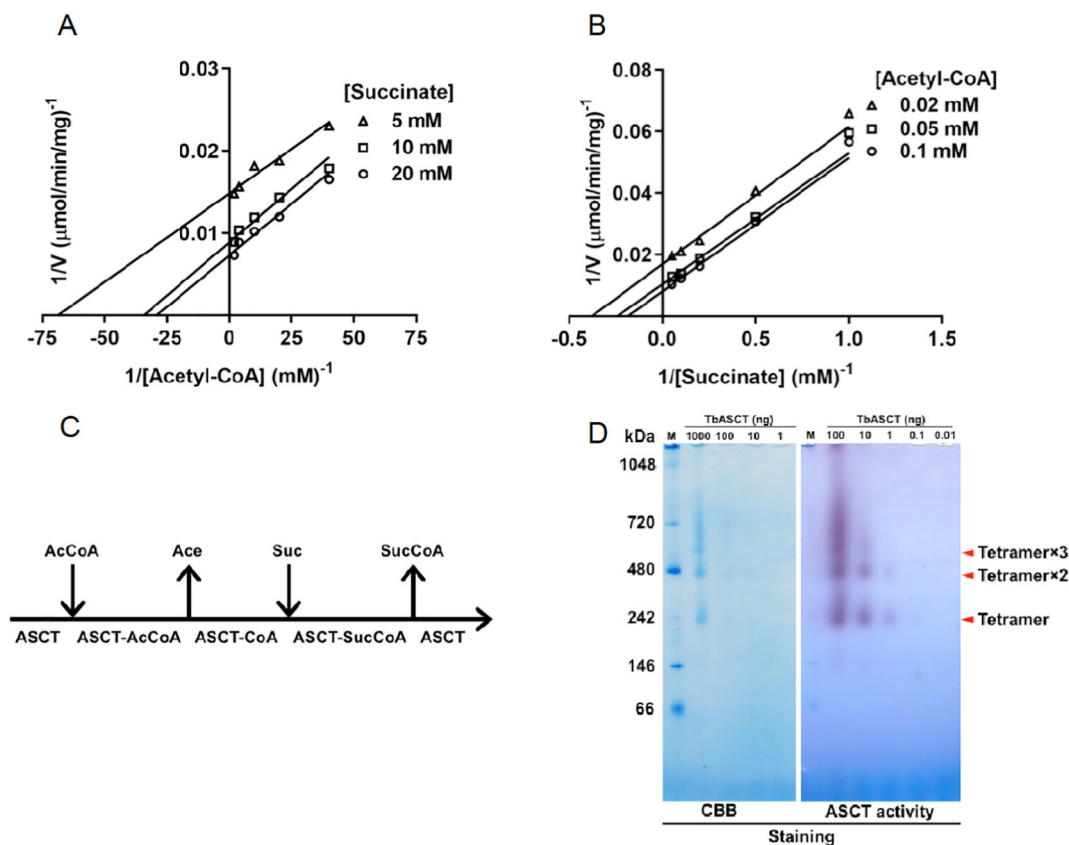 A
0.03
0.02
0.01
1/V (μmol/min/mg)⁻¹
[Succinate]
5 mM
10 mM
20 mM
-75 -50 -25 0 25 50 75
1/[Acetyl-CoA] (mM)⁻¹
B
0.08
0.06
0.04
0.02
1/V (μmol/min/mg)⁻¹
[Acetyl-CoA]
0.02 mM
0.05 mM
0.1 mM
-0.5 0.0 0.5 1.0 1.5
1/[Succinate] (mM)⁻¹
C
AcCoA Ace Suc SucCoA
ASCT ASCT-AcCoA ASCT-CoA ASCT-SucCoA ASCT
D
TbASCT (ng) TbASCT (ng)
kDa M 1000 100 10 1 M 100 10 1 0.1 0.01
1048
720
Tetramer×3
480 Tetramer×2
242 Tetramer
146
66
CBB ASCT activity
Staining